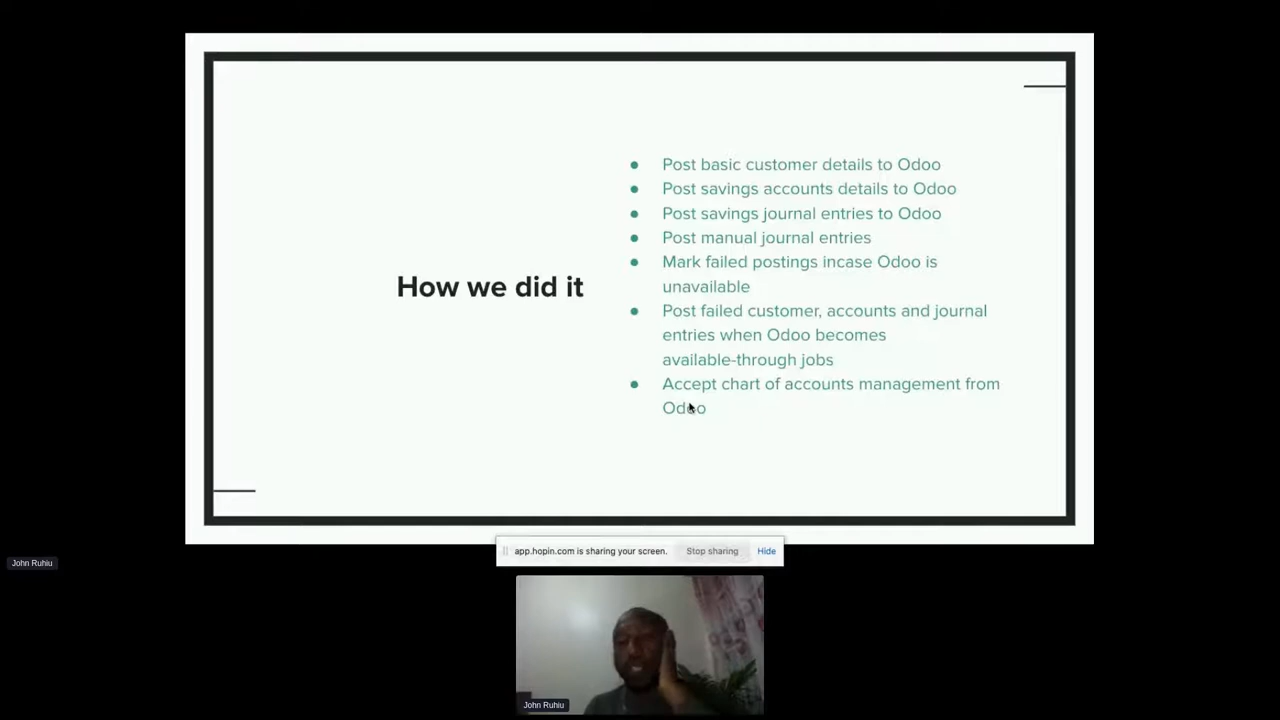 How we did it
● Post basic customer details to Odoo
● Post savings accounts details to Odoo
● Post savings journal entries to Odoo
● Post manual journal entries
● Mark failed postings incase Odoo is
unavailable
● Post failed customer, accounts and journal
entries when Odoo becomes
available-through jobs
● Accept chart of accounts management from
Odoo
app.hopin.com is sharing your screen. Stop sharing Hide
John Ruhiu
John Ruhiu